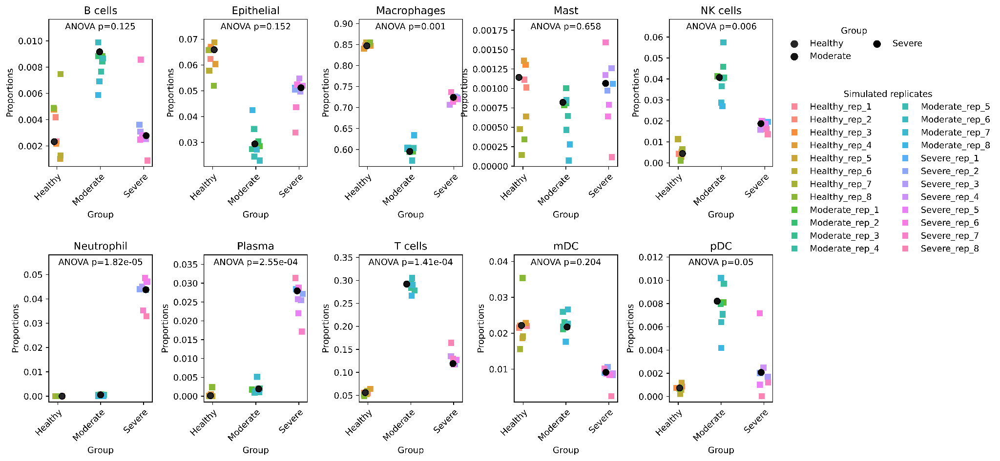 B cells
ANOVA p=0.125
Proportions
0.010
0.008
0.006
0.004
0.002
Healthy
Moderate
Severe
Group
Epithelial
ANOVA p=0.152
Proportions
0.07
0.06
0.05
0.04
0.03
Healthy
Moderate
Severe
Group
Macrophages
ANOVA p=0.001
Proportions
0.90
0.85
0.80
0.75
0.70
0.65
0.60
Healthy
Moderate
Severe
Group
Mast
ANOVA p=0.658
Proportions
0.00175
0.00150
0.00125
0.00100
0.00075
0.00050
0.00025
0.00000
Healthy
Moderate
Severe
Group
NK cells
ANOVA p=0.006
Proportions
0.06
0.05
0.04
0.03
0.02
0.01
0.00
Healthy
Moderate
Severe
Group
Group
Healthy
Moderate
Severe
Simulated replicates
Healthy_rep_1
Healthy_rep_2
Healthy_rep_3
Healthy_rep_4
Healthy_rep_5
Healthy_rep_6
Healthy_rep_7
Healthy_rep_8
Moderate_rep_1
Moderate_rep_2
Moderate_rep_3
Moderate_rep_4
Moderate_rep_5
Moderate_rep_6
Moderate_rep_7
Moderate_rep_8
Severe_rep_1
Severe_rep_2
Severe_rep_3
Severe_rep_4
Severe_rep_5
Severe_rep_6
Severe_rep_7
Severe_rep_8
Neutrophil
ANOVA p=1.82e-05
Proportions
0.05
0.04
0.03
0.02
0.01
0.00
Healthy
Moderate
Severe
Group
Plasma
ANOVA p=2.55e-04
Proportions
0.035
0.030
0.025
0.020
0.015
0.010
0.005
0.000
Healthy
Moderate
Severe
Group
T cells
ANOVA p=1.41e-04
Proportions
0.35
0.30
0.25
0.20
0.15
0.10
0.05
Healthy
Moderate
Severe
Group
mDC
ANOVA p=0.204
Proportions
0.04
0.03
0.02
0.01
Healthy
Moderate
Severe
Group
pDC
ANOVA p=0.05
Proportions
0.012
0.010
0.008
0.006
0.004
0.002
0.000
Healthy
Moderate
Severe
Group